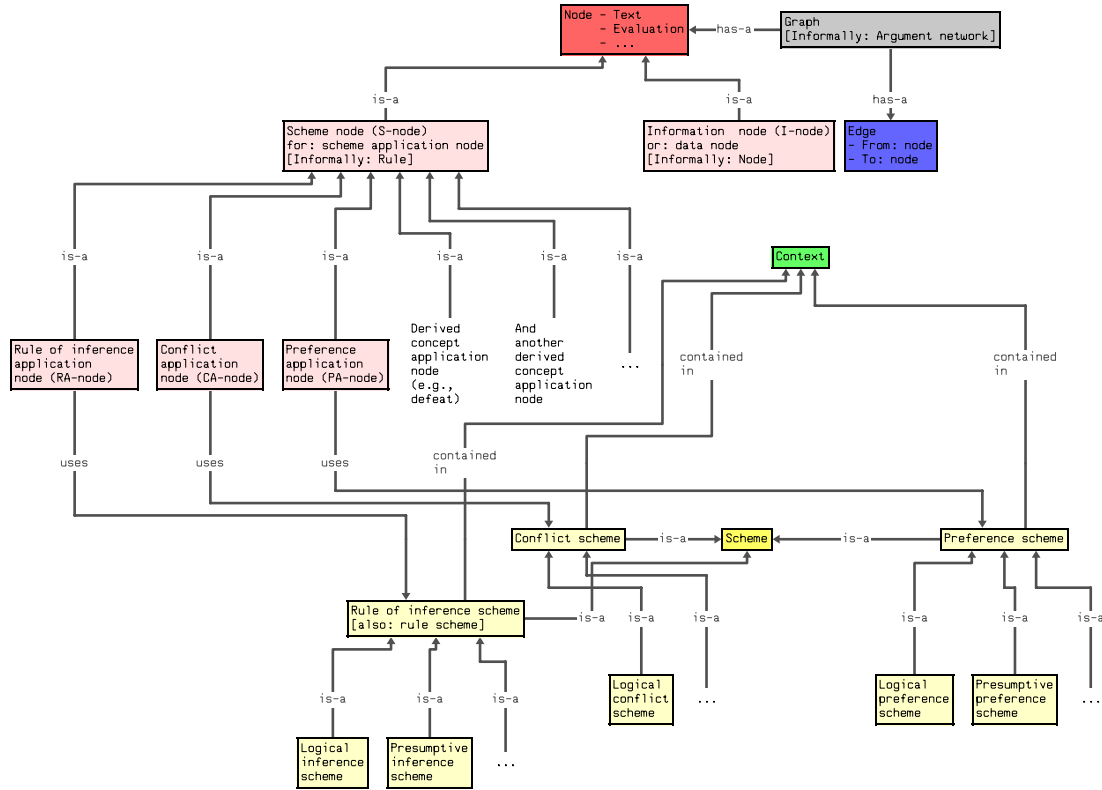 Node - Text
- Evaluation
- ...
has-a
Graph
[Informally: Argument network]
is-a
is-a
has-a
Scheme node (S-node)
for: scheme application node
[Informally: Rule]
Information  node (I-node)
or: data node
[Informally: Node]
Edge
- From: node
- To: node
is-a
is-a
is-a
is-a
is-a
is-a
Context
Derived
concept
application
node
(e.g.,
defeat)
And
another
derived
concept
application
node
...
Rule of inference
application
node (RA-node)
Conflict
application
node (CA-node)
Preference
application
node (PA-node)
contained
in
contained
in
uses
uses
uses
contained
in
Conflict scheme
is-a
Scheme
is-a
Preference scheme
Rule of inference scheme
[also: rule scheme]
is-a
is-a
is-a
is-a
is-a
is-a
Logical
conflict
scheme
...
Logical
preference
scheme
Presumptive
preference
scheme
...
is-a
is-a
is-a
Logical
inference
scheme
Presumptive
inference
scheme
...